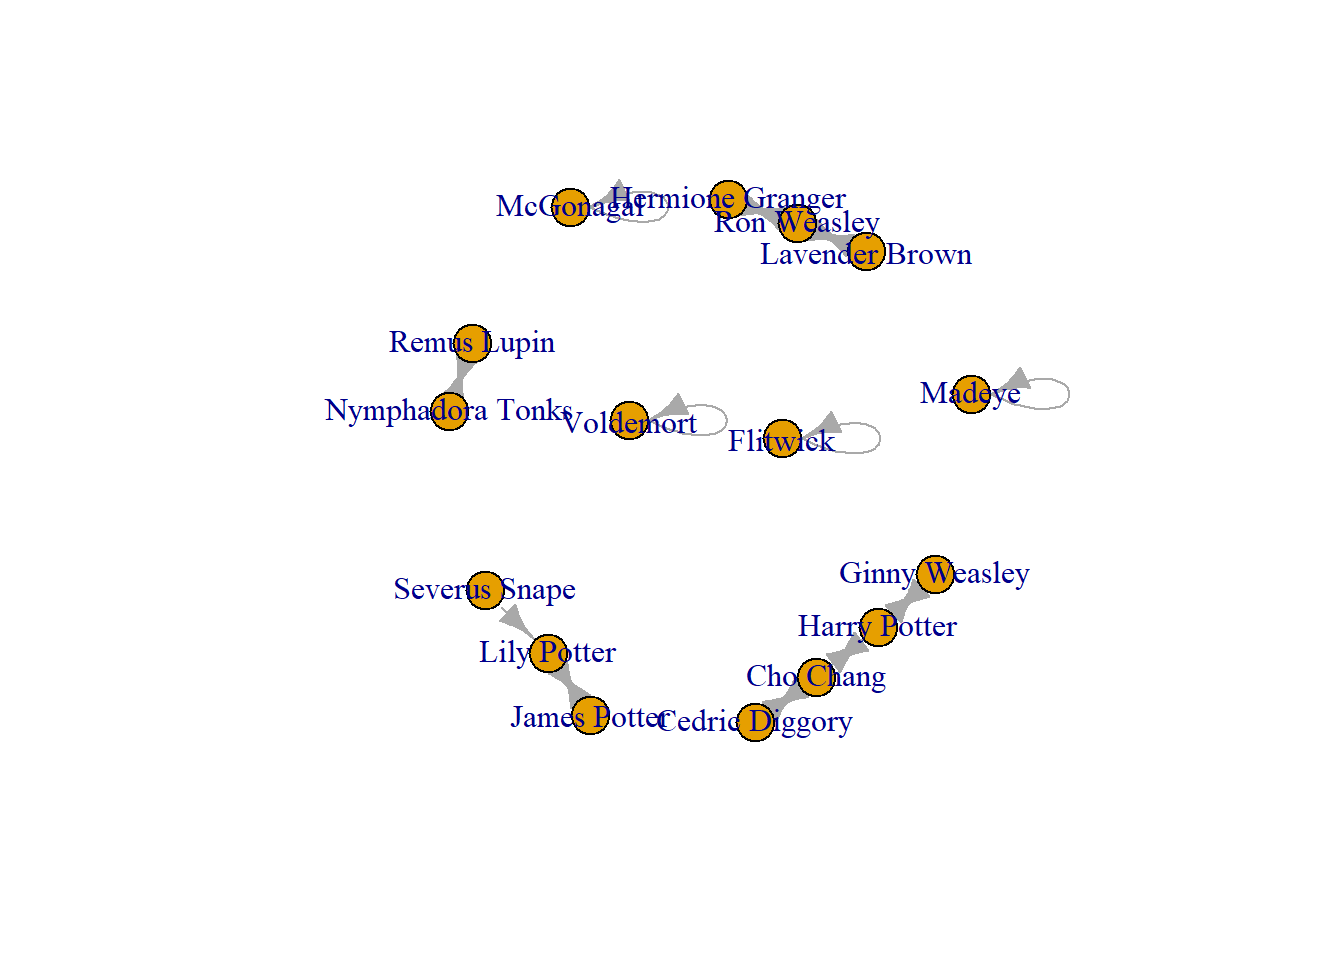 Hermione Granger
McGonagal
Ron Weasley
Lavender Brown
Remus Lupin
Madeye
Nymphadora Tonks
Voldemort
Flitwick
Ginny Weasley
Severus Snape
Harry Potter
Lily Potter
Cho Chang
James Potter
Cedric Diggory